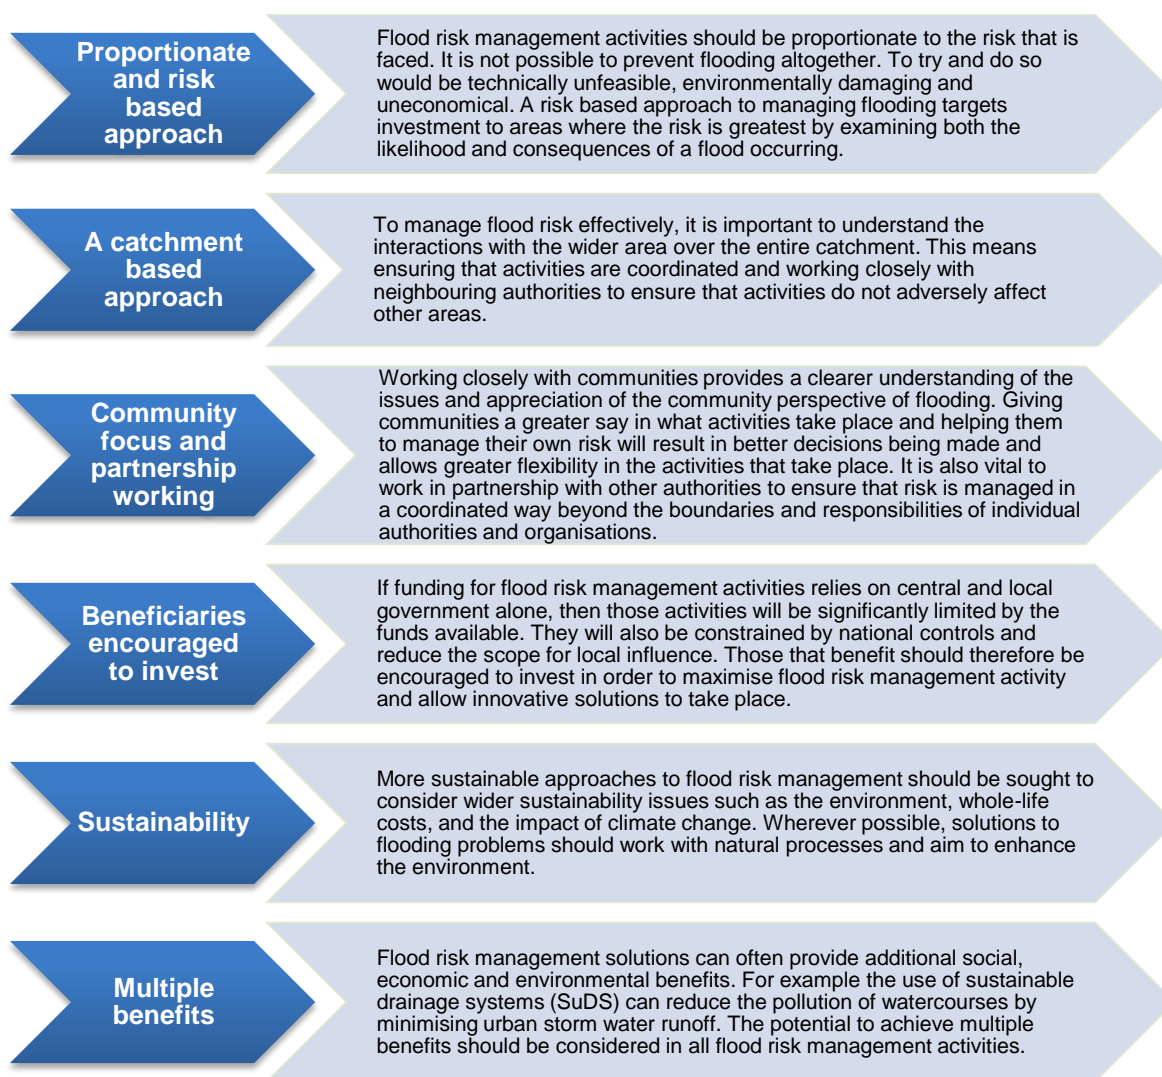 Proportionate
and risk
based
approach
Flood risk management activities should be proportionate to the risk that is
faced. It is not possible to prevent flooding altogether. To try and do so
would be technically unfeasible, environmentally damaging and
uneconomical. A risk based approach to managing flooding targets
investment to areas where the risk is greatest by examining both the
likelihood and consequences of a flood occurring.
A catchment
based
approach
To manage flood risk effectively, it is important to understand the
interactions with the wider area over the entire catchment. This means
ensuring that activities are coordinated and working closely with
neighbouring authorities to ensure that activities do not adversely affect
other areas.
Community
focus and
partnership
working
Working closely with communities provides a clearer understanding of the
issues and appreciation of the community perspective of flooding. Giving
communities a greater say in what activities take place and helping them
to manage their own risk will result in better decisions being made and
allows greater flexibility in the activities that take place. It is also vital to
work in partnership with other authorities to ensure that risk is managed in
a coordinated way beyond the boundaries and responsibilities of individual
authorities and organisations.
Beneficiaries
encouraged
to invest
If funding for flood risk management activities relies on central and local
government alone, then those activities will be significantly limited by the
funds available. They will also be constrained by national controls and
reduce the scope for local influence. Those that benefit should therefore be
encouraged to invest in order to maximise flood risk management activity
and allow innovative solutions to take place.
Sustainability
More sustainable approaches to flood risk management should be sought to
consider wider sustainability issues such as the environment, whole-life
costs, and the impact of climate change. Wherever possible, solutions to
flooding problems should work with natural processes and aim to enhance
the environment.
Multiple
benefits
Flood risk management solutions can often provide additional social,
economic and environmental benefits. For example the use of sustainable
drainage systems (SuDS) can reduce the pollution of watercourses by
minimising urban storm water runoff. The potential to achieve multiple
benefits should be considered in all flood risk management activities.